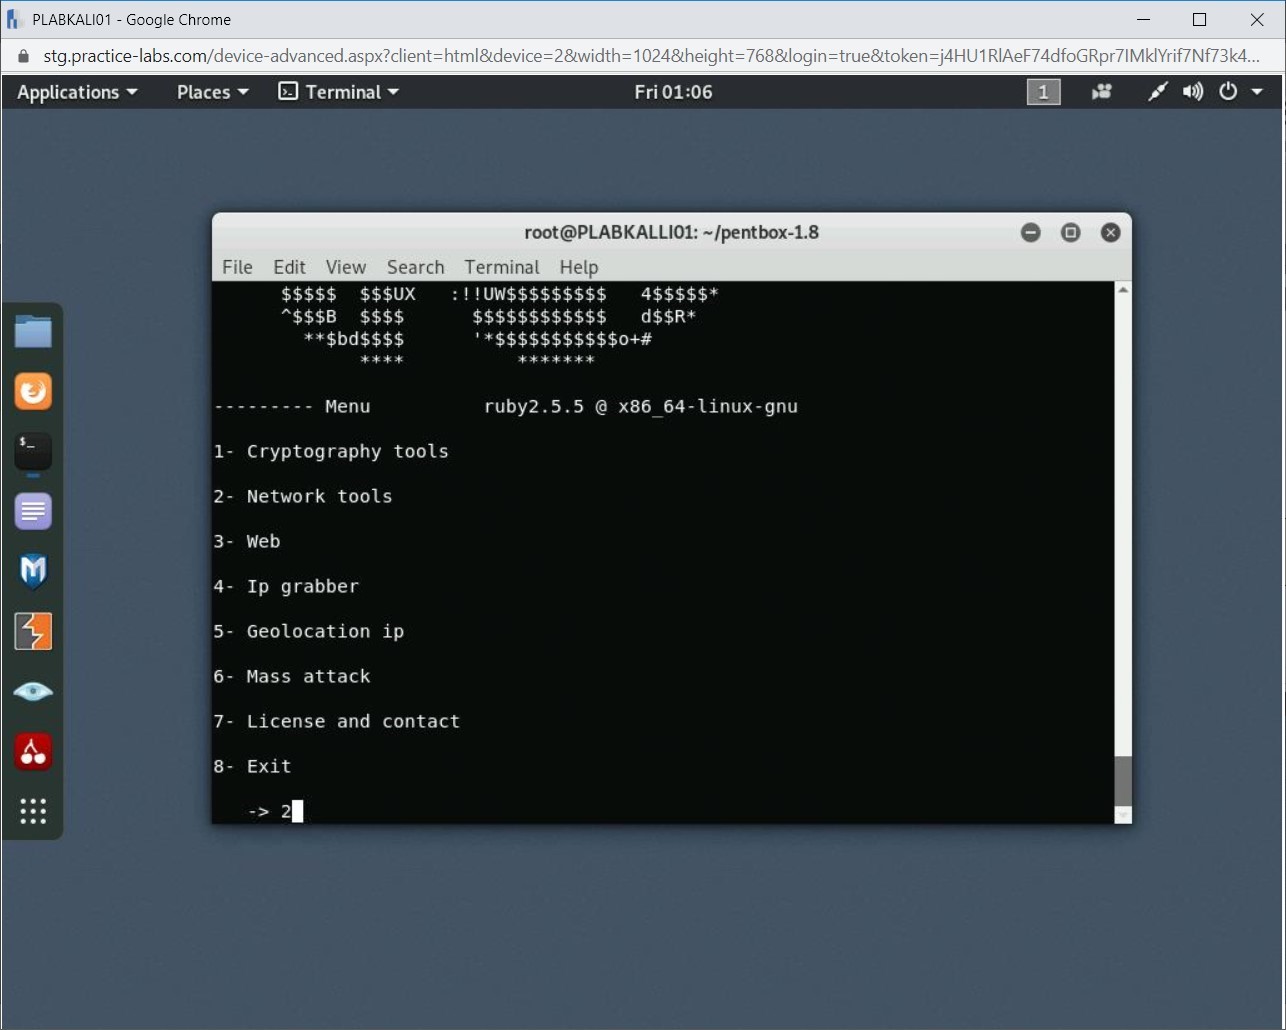 PLABKALI01 - Google Chrome
stg.practice-labs.com/device-advanced.aspx?client=html&device=2&width=1024&height=768&login=true&token=j4HU1RlAeF74dfoGRpr7IMklYrif7Nf73k4...
Applications Places Terminal Fri 01:06 1
root@PLABKALLI01: ~/pentbox-1.8
File Edit View Search Terminal Help
$$$$$ $$$UX :!!UW$$$$$$$$$ 4$$$$$*
^$$$B $$$$ $$$$$$$$$$$$ d$$R*
**$bd$$$$ '*$$$$$$$$$$$o+#
**** *******
--------- Menu ruby2.5.5 @ x86_64-linux-gnu
1- Cryptography tools
2- Network tools
3- Web
4- Ip grabber
5- Geolocation ip
6- Mass attack
7- License and contact
8- Exit
-> 2